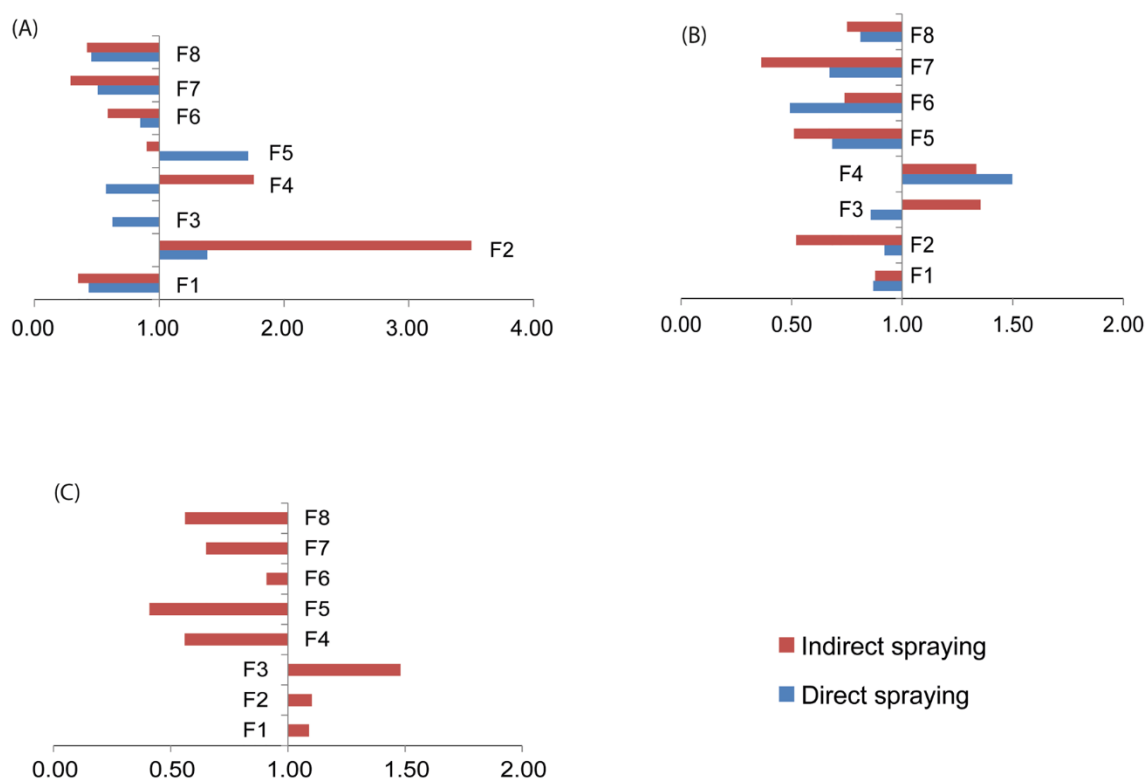 (A)
F8
F7
F6
F5
F4
F3
F2
F1
0.00 1.00 2.00 3.00 4.00
(B)
F8
F7
F6
F5
F4
F3
F2
F1
0.00 0.50 1.00 1.50 2.00
(C)
F8
F7
F6
F5
F4
F3
F2
F1
0.00 0.50 1.00 1.50 2.00
Indirect spraying
Direct spraying